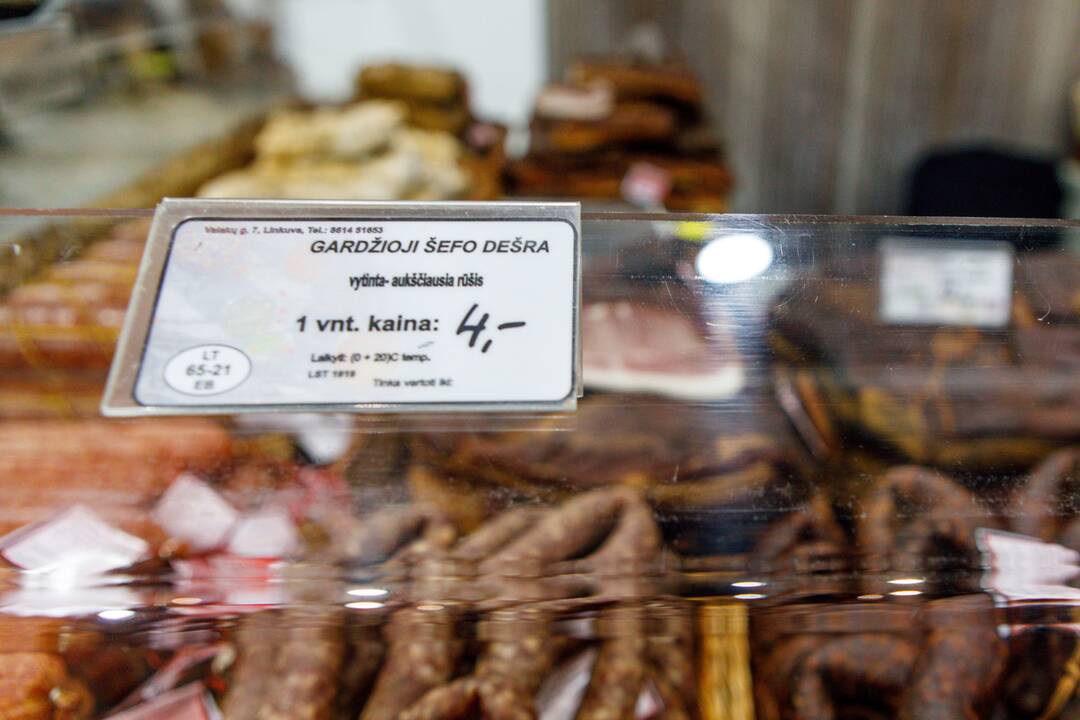 Valakų g. 7, Linkuva, Tel.: 8614 51653
GARDŽIOJI ŠEFO DEŠRA
vytinta- aukščiausia rūšis
1 vnt. kaina: 4,-
Laikyti: (0 + 20)C temp.
LST 1919
Tinka vartoti iki:
LT
65-21
EB